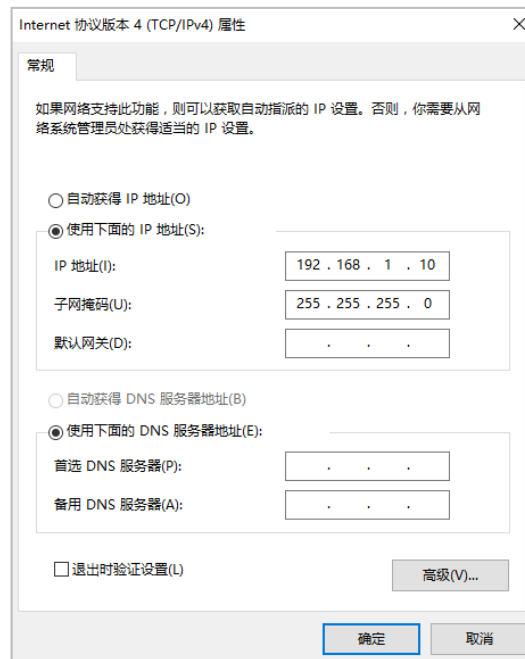 Internet 协议版本 4 (TCP/IPv4) 属性
常规
如果网络支持此功能，则可以获取自动指派的 IP 设置。否则，你需要从网
络系统管理员处获得适当的 IP 设置。
自动获得 IP 地址(O)
使用下面的 IP 地址(S):
IP 地址(I): 192 . 168 . 1 . 10
子网掩码(U): 255 . 255 . 255 . 0
默认网关(D): . . .
自动获得 DNS 服务器地址(B)
使用下面的 DNS 服务器地址(E):
首选 DNS 服务器(P): . . .
备用 DNS 服务器(A): . . .
退出时验证设置(L)
高级(V)...
确定 取消